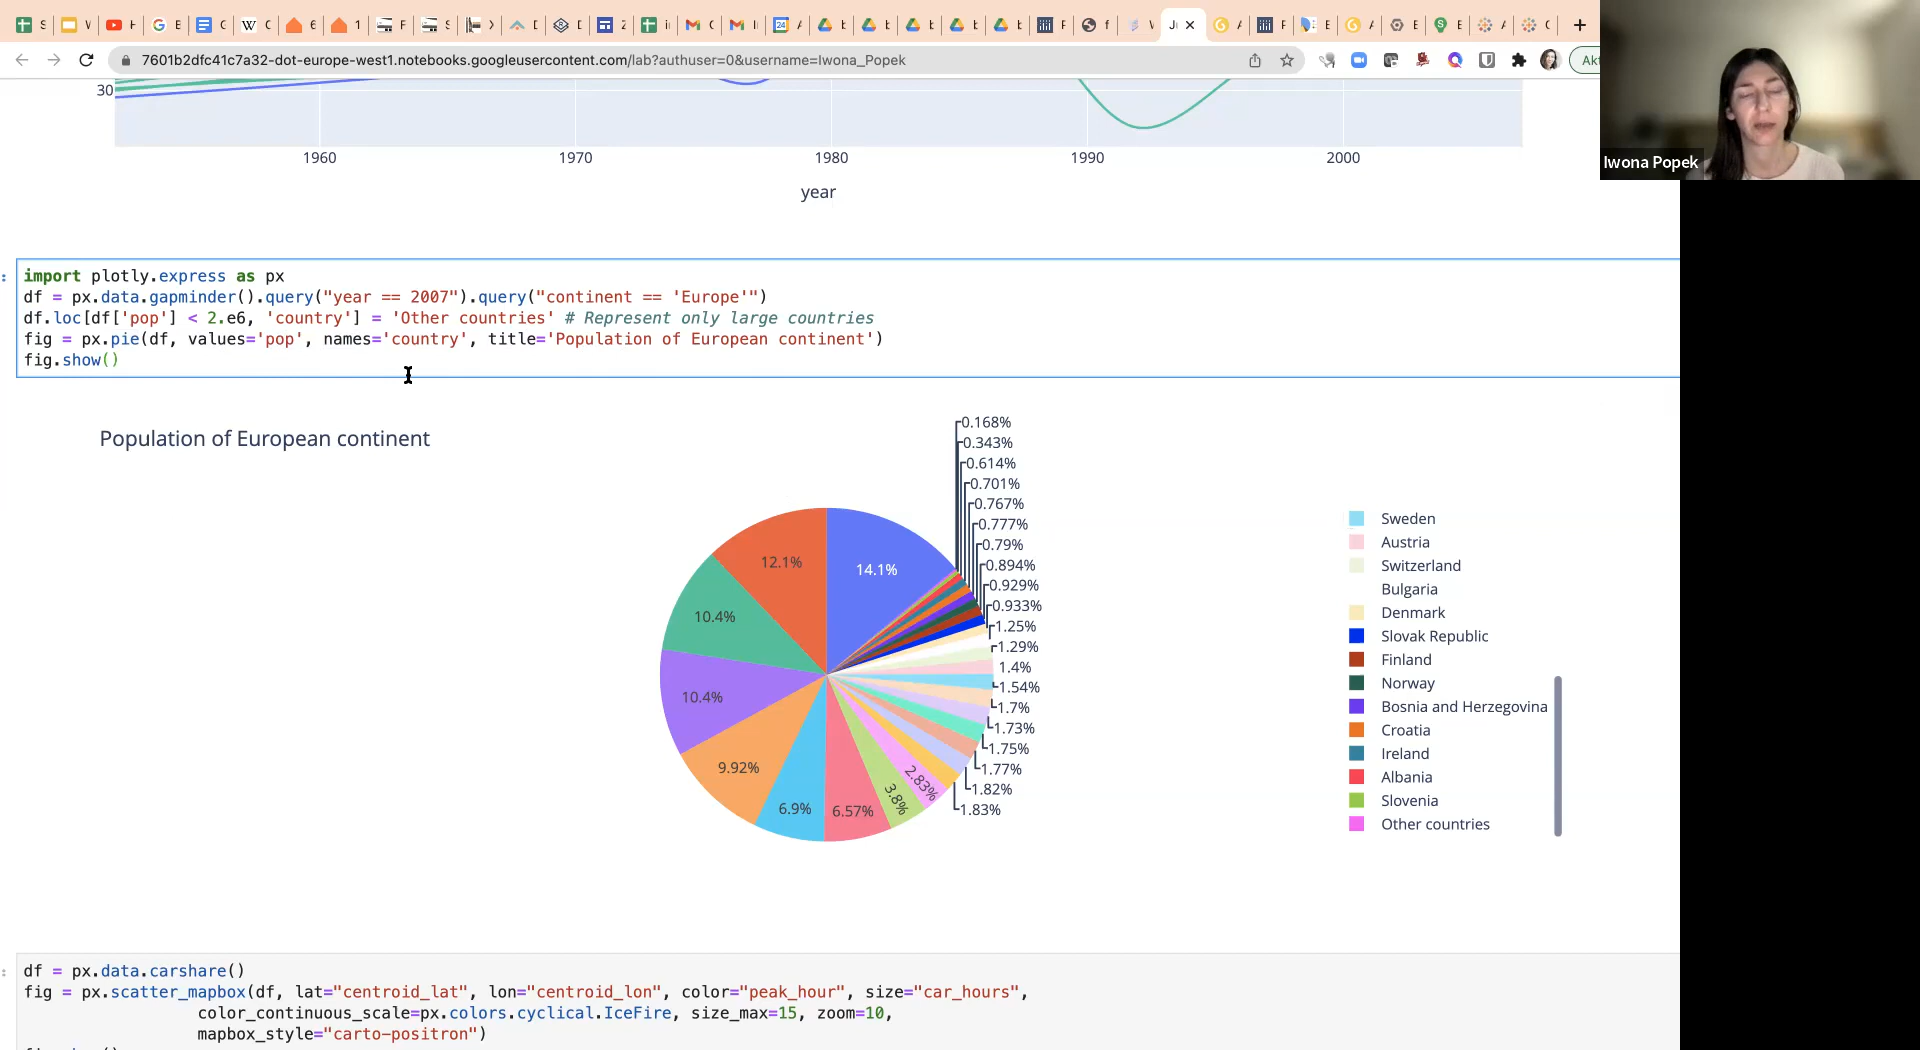 7601b2dfc41c7a32-dot-europe-west1.notebooks.googleusercontent.com/lab?authuser=0&username=Iwona_Popek
Iwona Popek
30
1960 1970 1980 1990 2000
year
import plotly.express as px
df = px.data.gapminder().query("year == 2007").query("continent == 'Europe'")
df.loc[df['pop'] < 2.e6, 'country'] = 'Other countries' # Represent only large countries
fig = px.pie(df, values='pop', names='country', title='Population of European continent')
fig.show()
Population of European continent
0.168%
0.343%
0.614%
0.701%
0.767%
0.777%
0.79%
0.894%
0.929%
0.933%
1.25%
1.29%
1.4%
1.54%
1.7%
1.73%
1.75%
1.77%
1.82%
1.83%
14.1%
12.1%
10.4%
10.4%
9.92%
6.9%
6.57%
3.8%
2.83%
Sweden
Austria
Switzerland
Bulgaria
Denmark
Slovak Republic
Finland
Norway
Bosnia and Herzegovina
Croatia
Ireland
Albania
Slovenia
Other countries
df = px.data.carshare()
fig = px.scatter_mapbox(df, lat="centroid_lat", lon="centroid_lon", color="peak_hour", size="car_hours",
color_continuous_scale=px.colors.cyclical.IceFire, size_max=15, zoom=10,
mapbox_style="carto-positron")